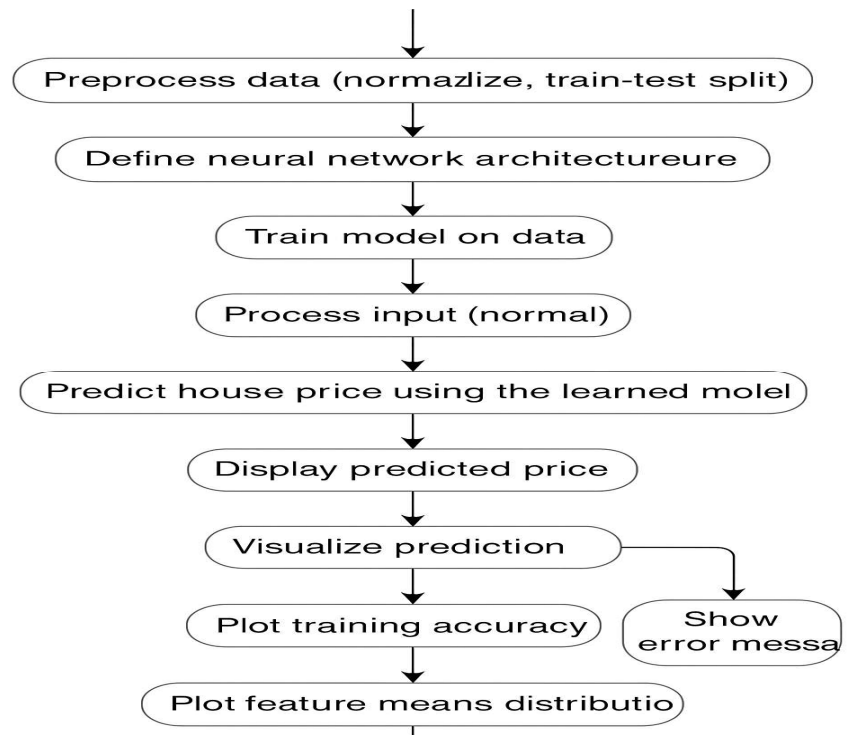 Preprocess data (normazlize, train-test split)
Define neural network architectureure
Train model on data
Process input (normal)
Predict house price using the learned molel
Display predicted price
Visualize prediction
Plot training accuracy
Show
error messa
Plot feature means distributio